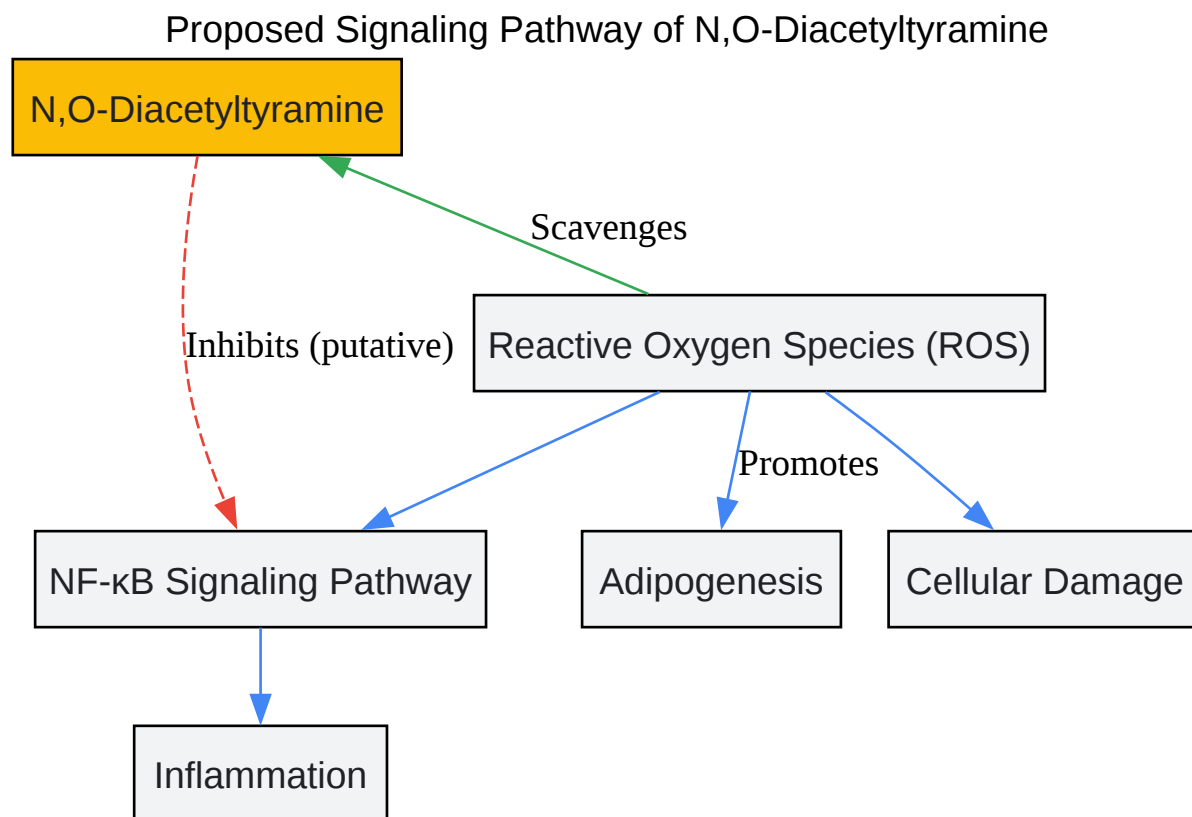 Proposed Signaling Pathway of N,O-Diacetyltyramine
N,O-Diacetyltyramine
Scavenges
Inhibits (putative)
Reactive Oxygen Species (ROS)
Promotes
NF-κB Signaling Pathway
Adipogenesis
Cellular Damage
Inflammation